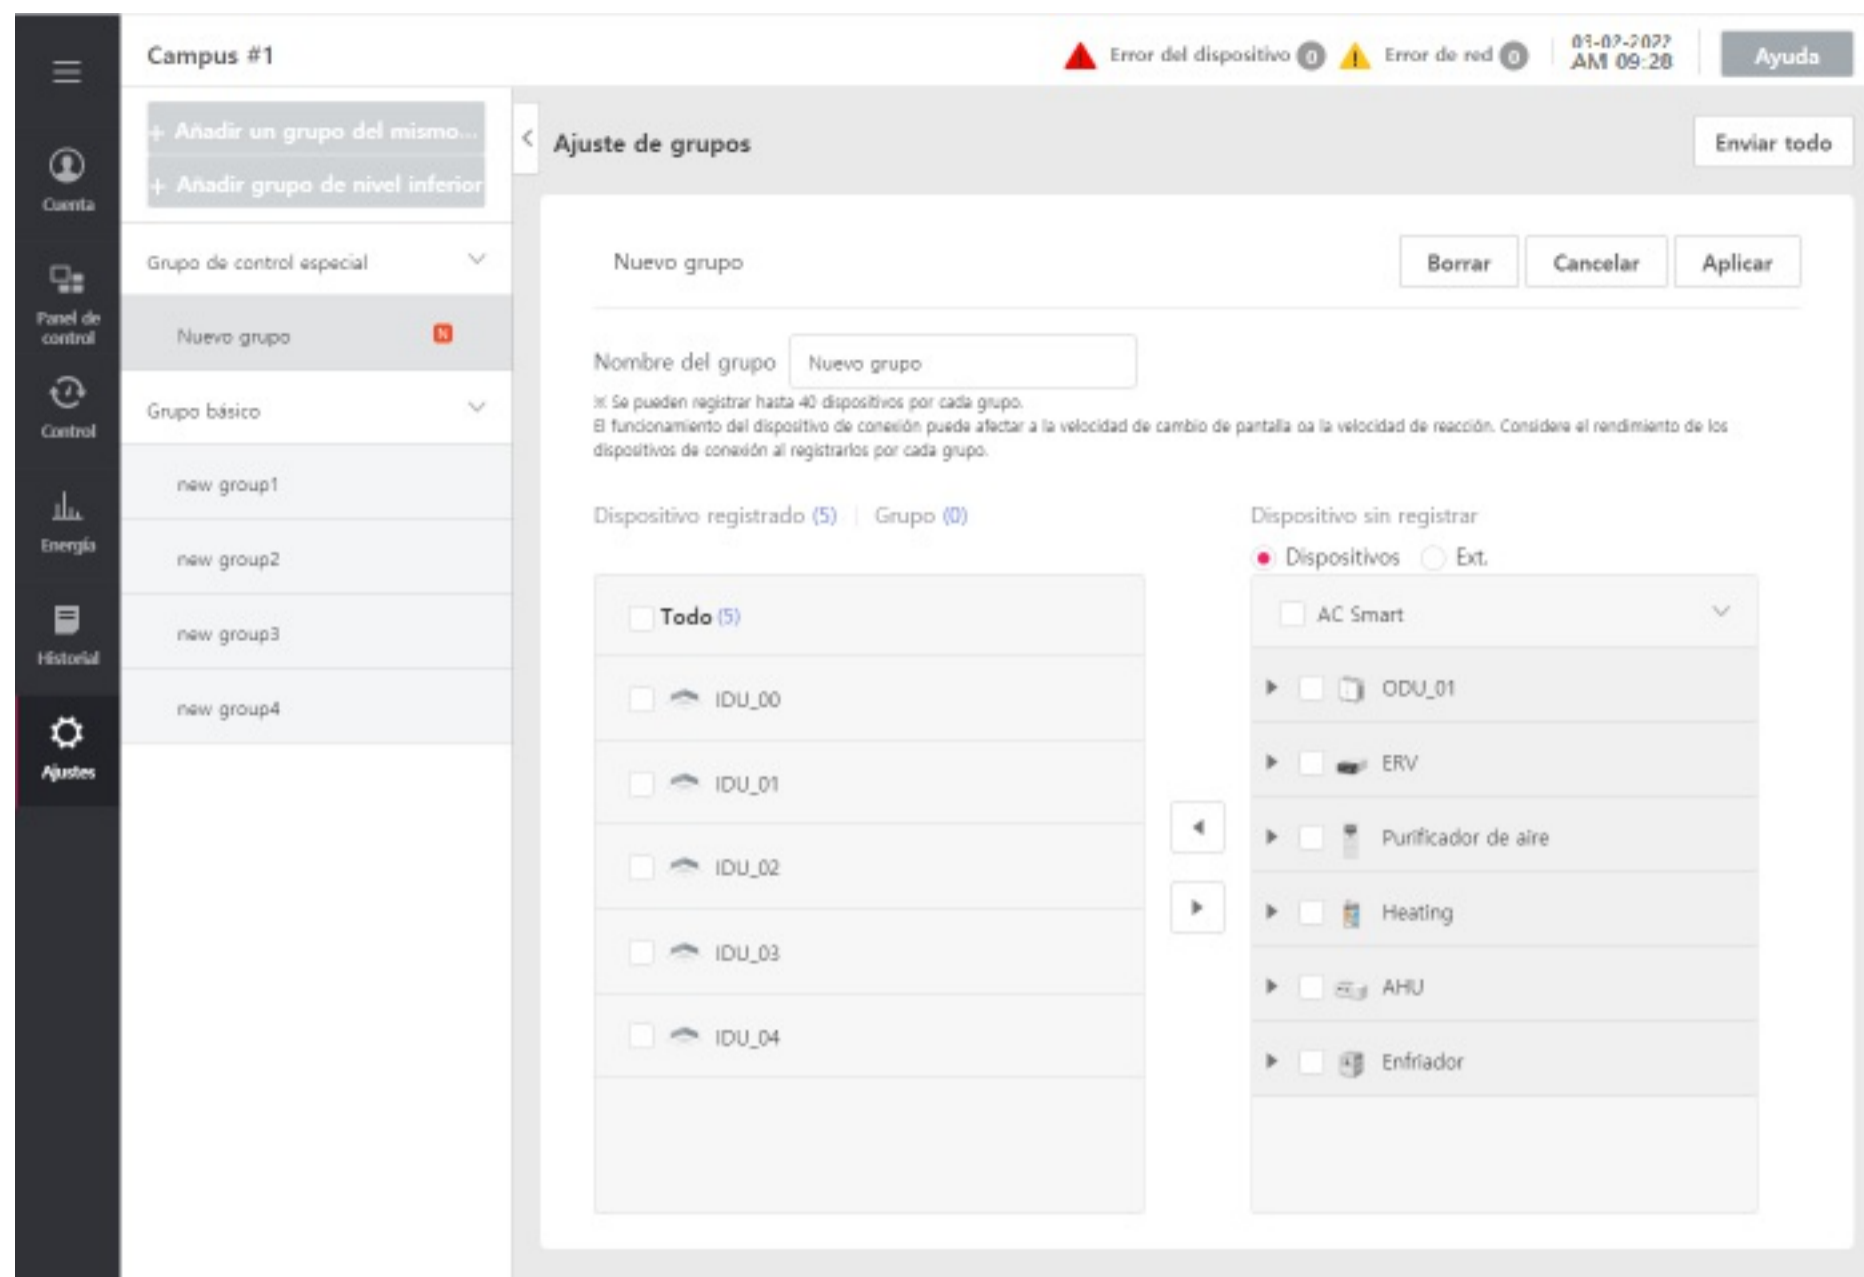 Campus #1
Error del dispositivo 0
Error de red 0
AM 09:28
Ayuda
Cuenta
Panel de
control
Control
Energía
Historial
Ajustes
+ Añadir un grupo del mismo...
+ Añadir grupo de nivel inferior
Grupo de control especial
Nuevo grupo N
Grupo básico
new group1
new group2
new group3
new group4
Ajuste de grupos
Enviar todo
Nuevo grupo
Borrar
Cancelar
Aplicar
Nombre del grupo Nuevo grupo
※ Se pueden registrar hasta 40 dispositivos por cada grupo.
El funcionamiento del dispositivo de conexión puede afectar a la velocidad de cambio de pantalla oa la velocidad de reacción. Considere el rendimiento de los
dispositivos de conexión al registrarlos por cada grupo.
Dispositivo registrado (5) | Grupo (0)
Todo (5)
IDU_00
IDU_01
IDU_02
IDU_03
IDU_04
Dispositivo sin registrar
Dispositivos Ext.
AC Smart
ODU_01
ERV
Purificador de aire
Heating
AHU
Enfriador